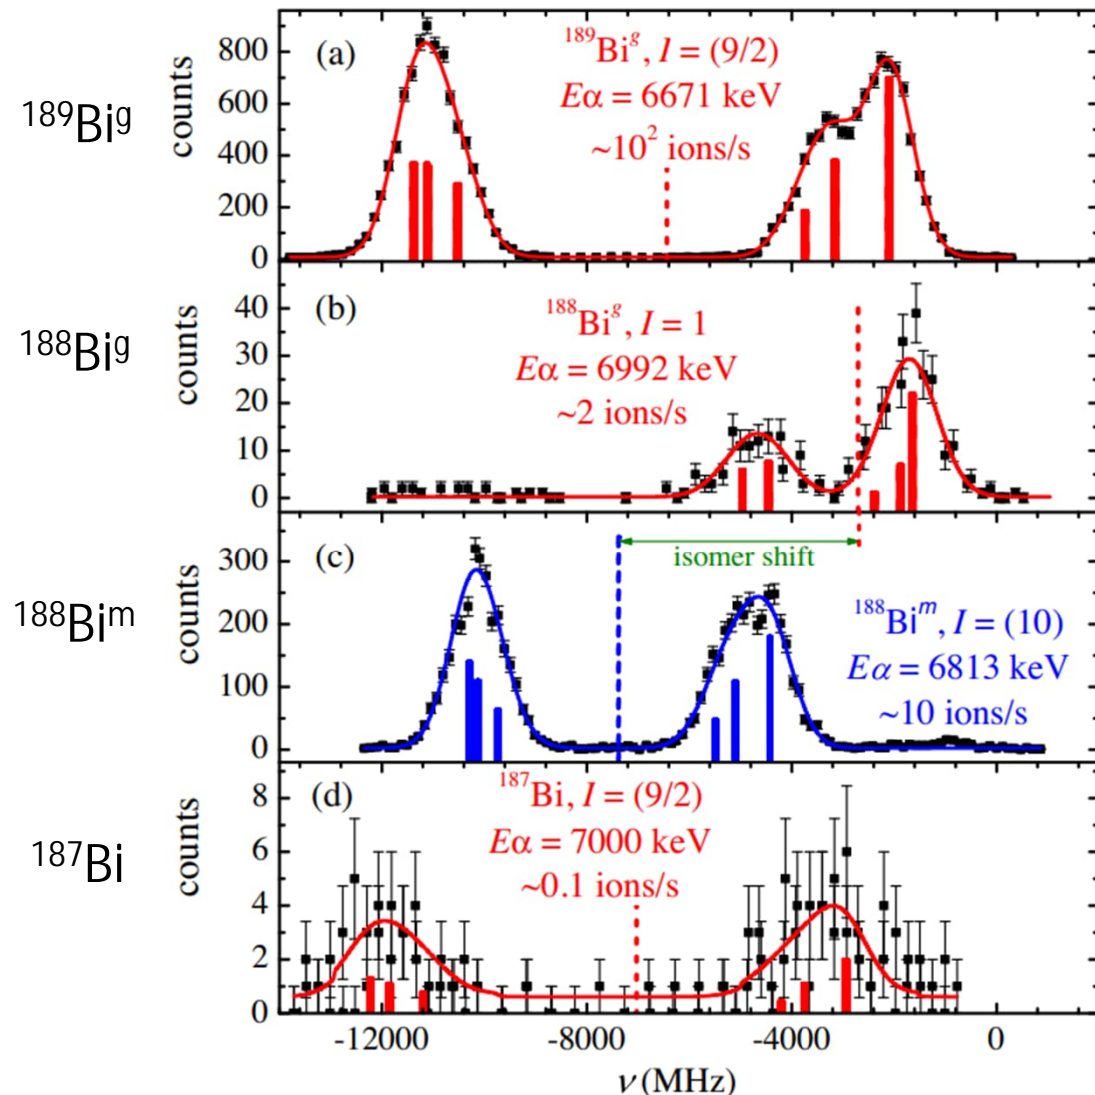 ¹⁸⁹Biᵍ
¹⁸⁸Biᵍ
¹⁸⁸Biᵐ
¹⁸⁷Bi
counts
800
600
400
200
0
(a)
¹⁸⁹Biᵍ, I = (9/2)
Eα = 6671 keV
~10² ions/s
counts
40
30
20
10
0
(b)
¹⁸⁸Biᵍ, I = 1
Eα = 6992 keV
~2 ions/s
counts
300
200
100
0
(c)
isomer shift
¹⁸⁸Biᵐ, I = (10)
Eα = 6813 keV
~10 ions/s
counts
8
6
4
2
0
(d)
¹⁸⁷Bi, I = (9/2)
Eα = 7000 keV
~0.1 ions/s
-12000 -8000 -4000 0
ν (MHz)